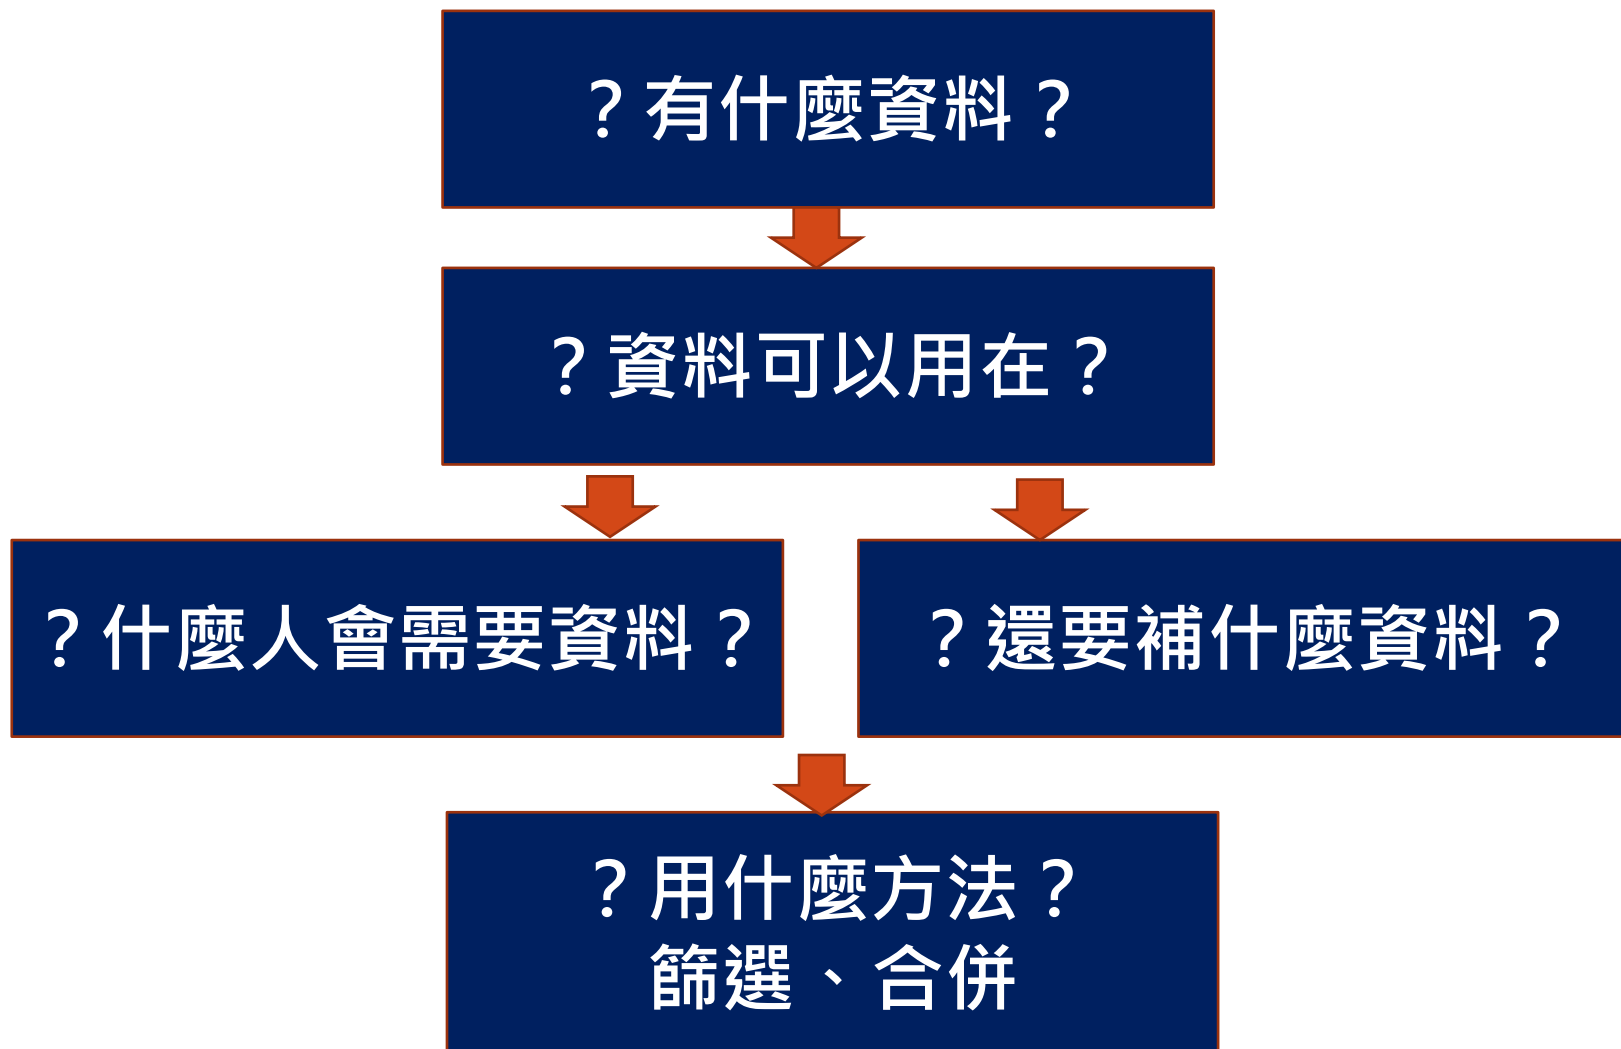 ？有什麼資料？
？資料可以用在？
？什麼人會需要資料？
？還要補什麼資料？
？用什麼方法？
篩選、合併